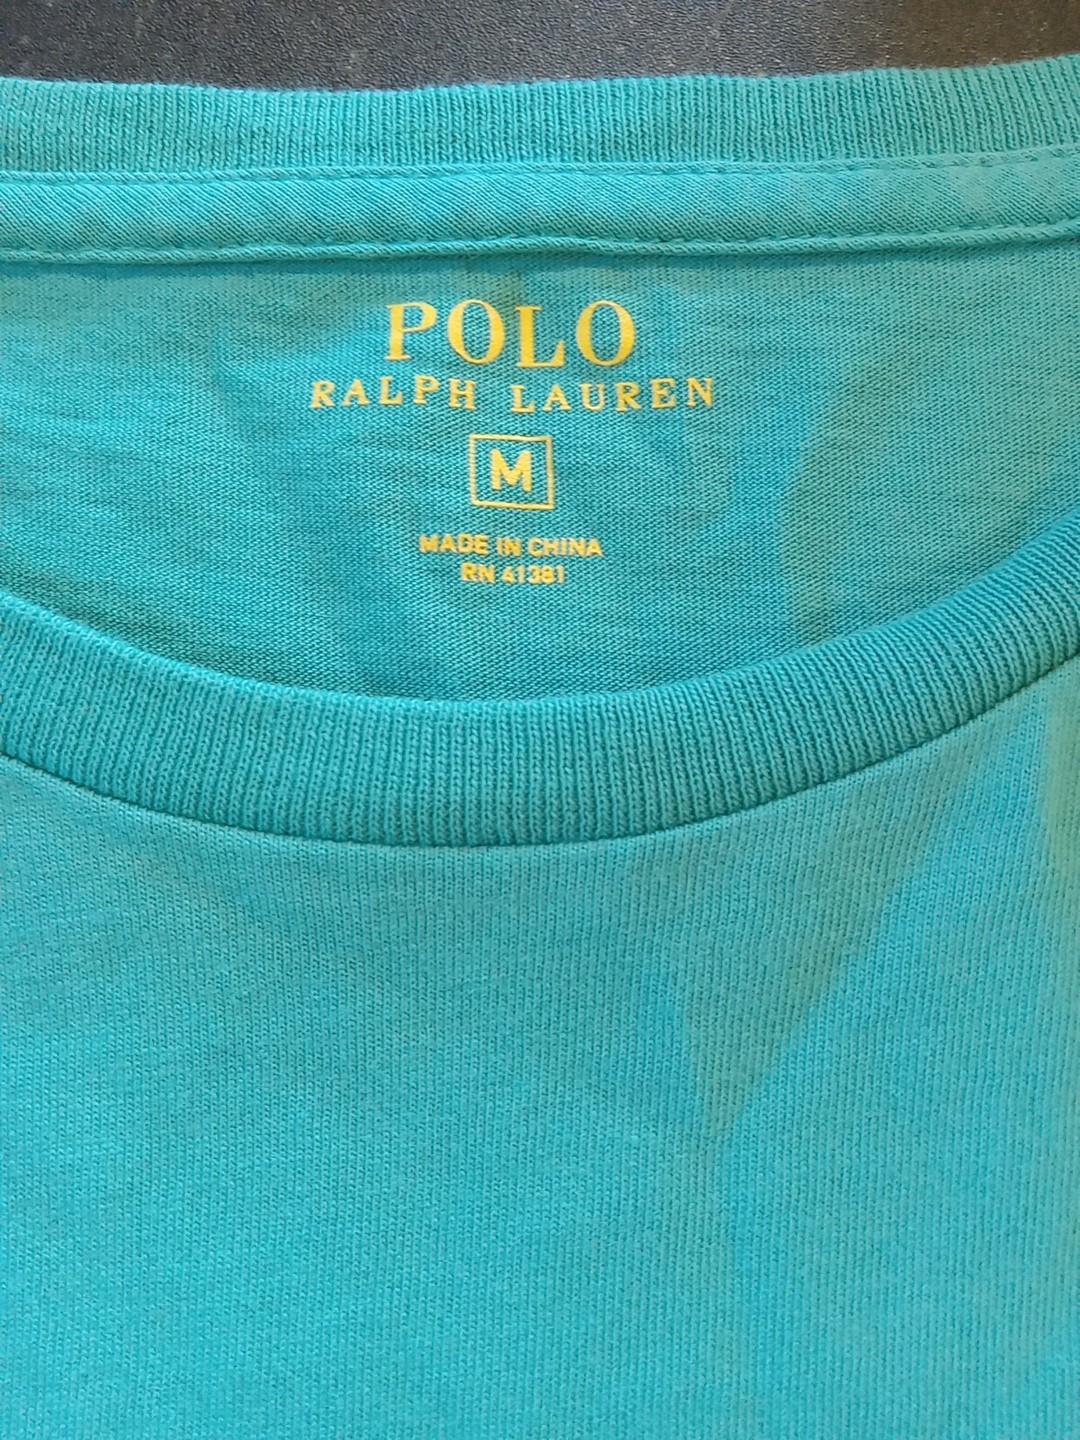 POLO
RALPH LAUREN
M
MADE IN CHINA
RN 41381